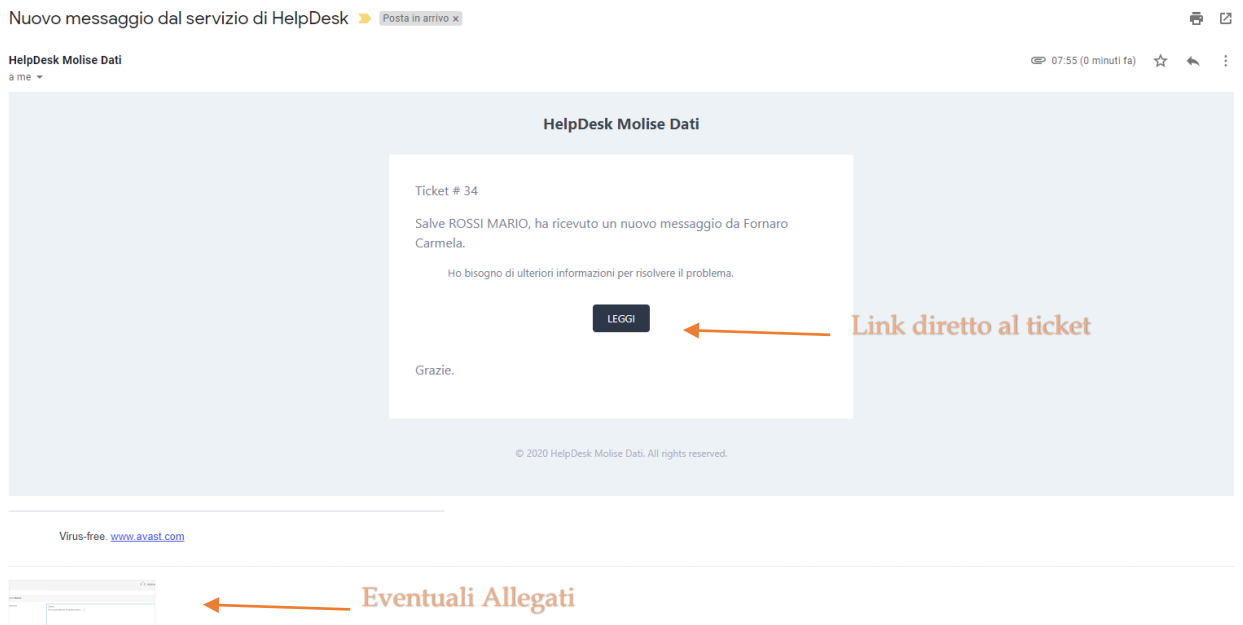 Nuovo messaggio dal servizio di HelpDesk Posta in arrivo x
HelpDesk Molise Dati 07:55 (0 minuti fa)
a me
HelpDesk Molise Dati
Ticket # 34
Salve ROSSI MARIO, ha ricevuto un nuovo messaggio da Fornaro
Carmela.
Ho bisogno di ulteriori informazioni per risolvere il problema.
LEGGI
Link diretto al ticket
Grazie.
© 2020 HelpDesk Molise Dati. All rights reserved.
Virus-free. www.avast.com
Eventuali Allegati